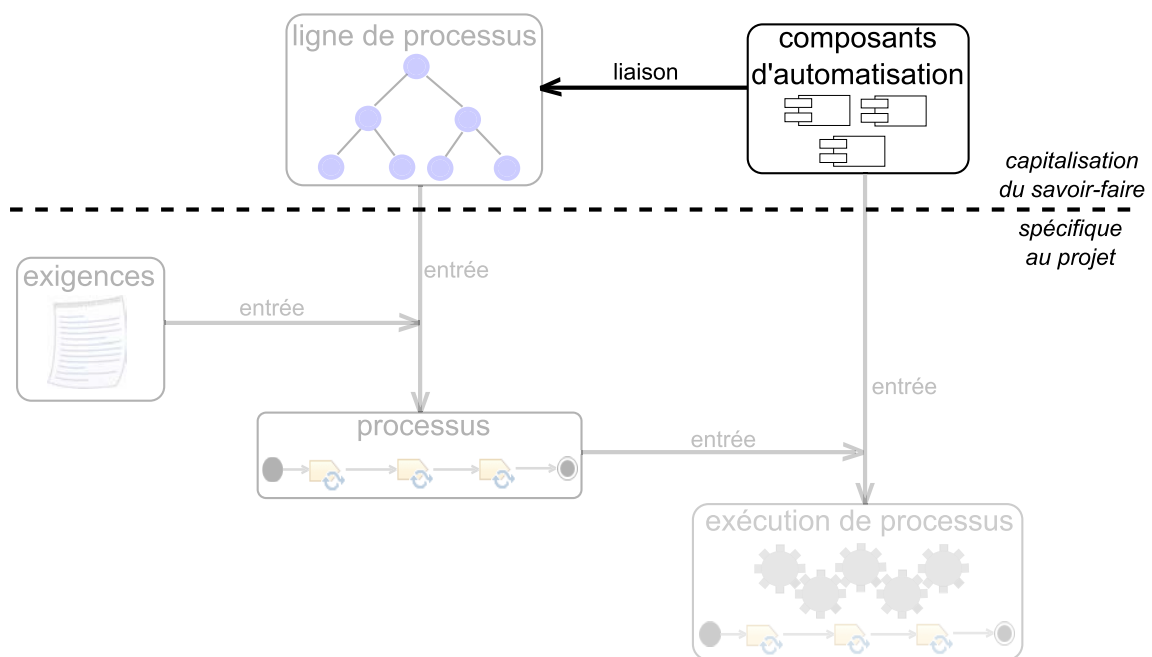 ligne de processus
composants
d'automatisation
liaison
capitalisation
du savoir-faire
spécifique
au projet
exigences
entrée
entrée
entrée
processus
entrée
exécution de processus